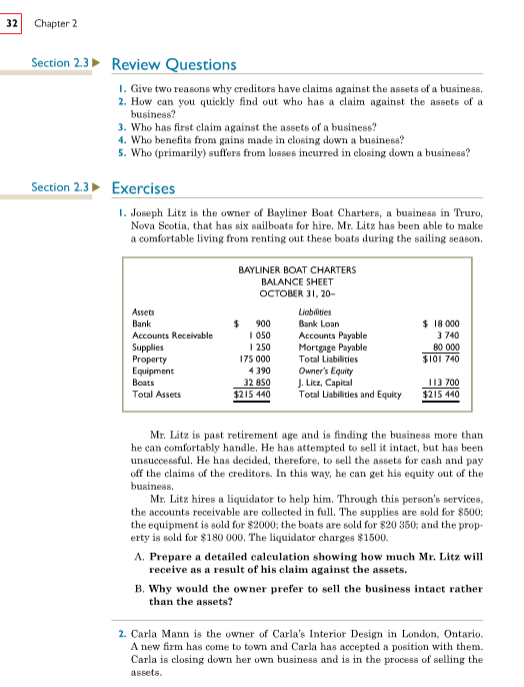 32 Chapter 2
Section 2.3 ▶ Review Questions
1. Give two reasons why creditors have claims against the assets of a business.
2. How can you quickly find out who has a claim against the assets of a
business?
3. Who has first claim against the assets of a business?
4. Who benefits from gains made in closing down a business?
5. Who (primarily) suffers from losses incurred in closing down a business?
Section 2.3 ▶ Exercises
1. Joseph Litz is the owner of Bayliner Boat Charters, a business in Truro,
Nova Scotia, that has six sailboats for hire. Mr. Litz has been able to make
a comfortable living from renting out these boats during the sailing season.
BAYLINER BOAT CHARTERS
BALANCE SHEET
OCTOBER 31, 20–
Assets Liabilities
Bank $ 900 Bank Loan $ 18 000
Accounts Receivable 1 050 Accounts Payable 3 740
Supplies 1 250 Mortgage Payable 80 000
Property 175 000 Total Liabilities $101 740
Equipment 4 390 Owner's Equity
Boats 32 850 J. Litz, Capital 113 700
Total Assets $215 440 Total Liabilities and Equity $215 440
Mr. Litz is past retirement age and is finding the business more than
he can comfortably handle. He has attempted to sell it intact, but has been
unsuccessful. He has decided, therefore, to sell the assets for cash and pay
off the claims of the creditors. In this way, he can get his equity out of the
business.
Mr. Litz hires a liquidator to help him. Through this person's services,
the accounts receivable are collected in full. The supplies are sold for $500;
the equipment is sold for $2000; the boats are sold for $20 350; and the prop-
erty is sold for $180 000. The liquidator charges $1500.
A. Prepare a detailed calculation showing how much Mr. Litz will
receive as a result of his claim against the assets.
B. Why would the owner prefer to sell the business intact rather
than the assets?
2. Carla Mann is the owner of Carla's Interior Design in London, Ontario.
A new firm has come to town and Carla has accepted a position with them.
Carla is closing down her own business and is in the process of selling the
assets.